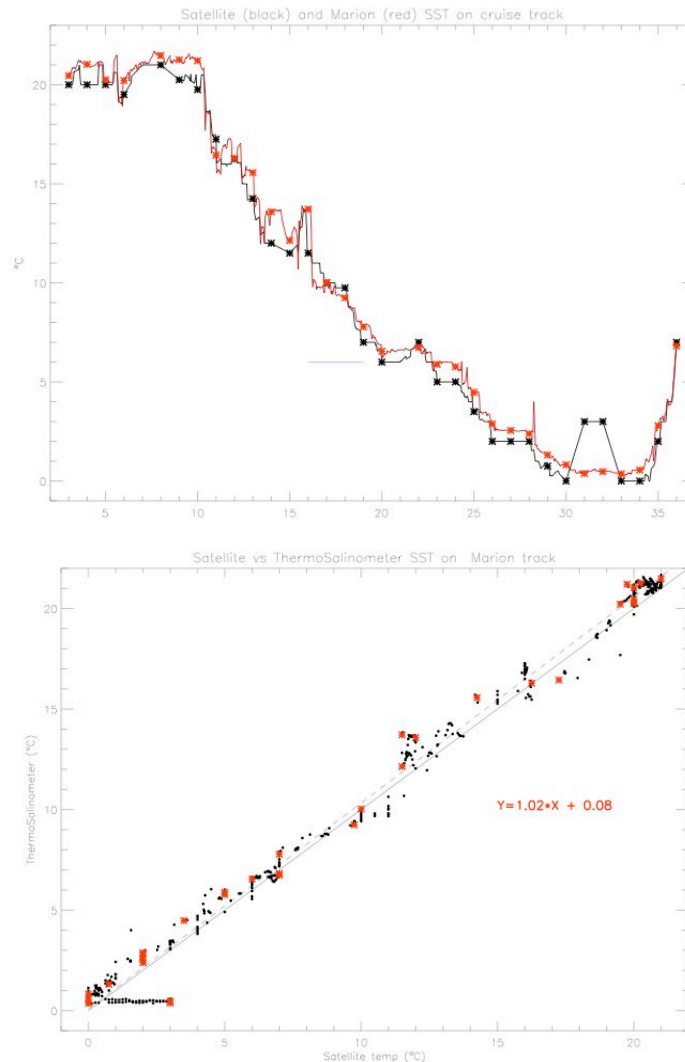 Satellite (black) and Marion (red) SST on cruise track
20
15
10
5
0
°C
5 10 15 20 25 30 35
Satellite vs ThermoSalinometer SST on Marion track
20
15
10
5
0
ThermoSalinometer (°C)
Y=1.02*X + 0.08
0 5 10 15 20
Satellite temp (°C)